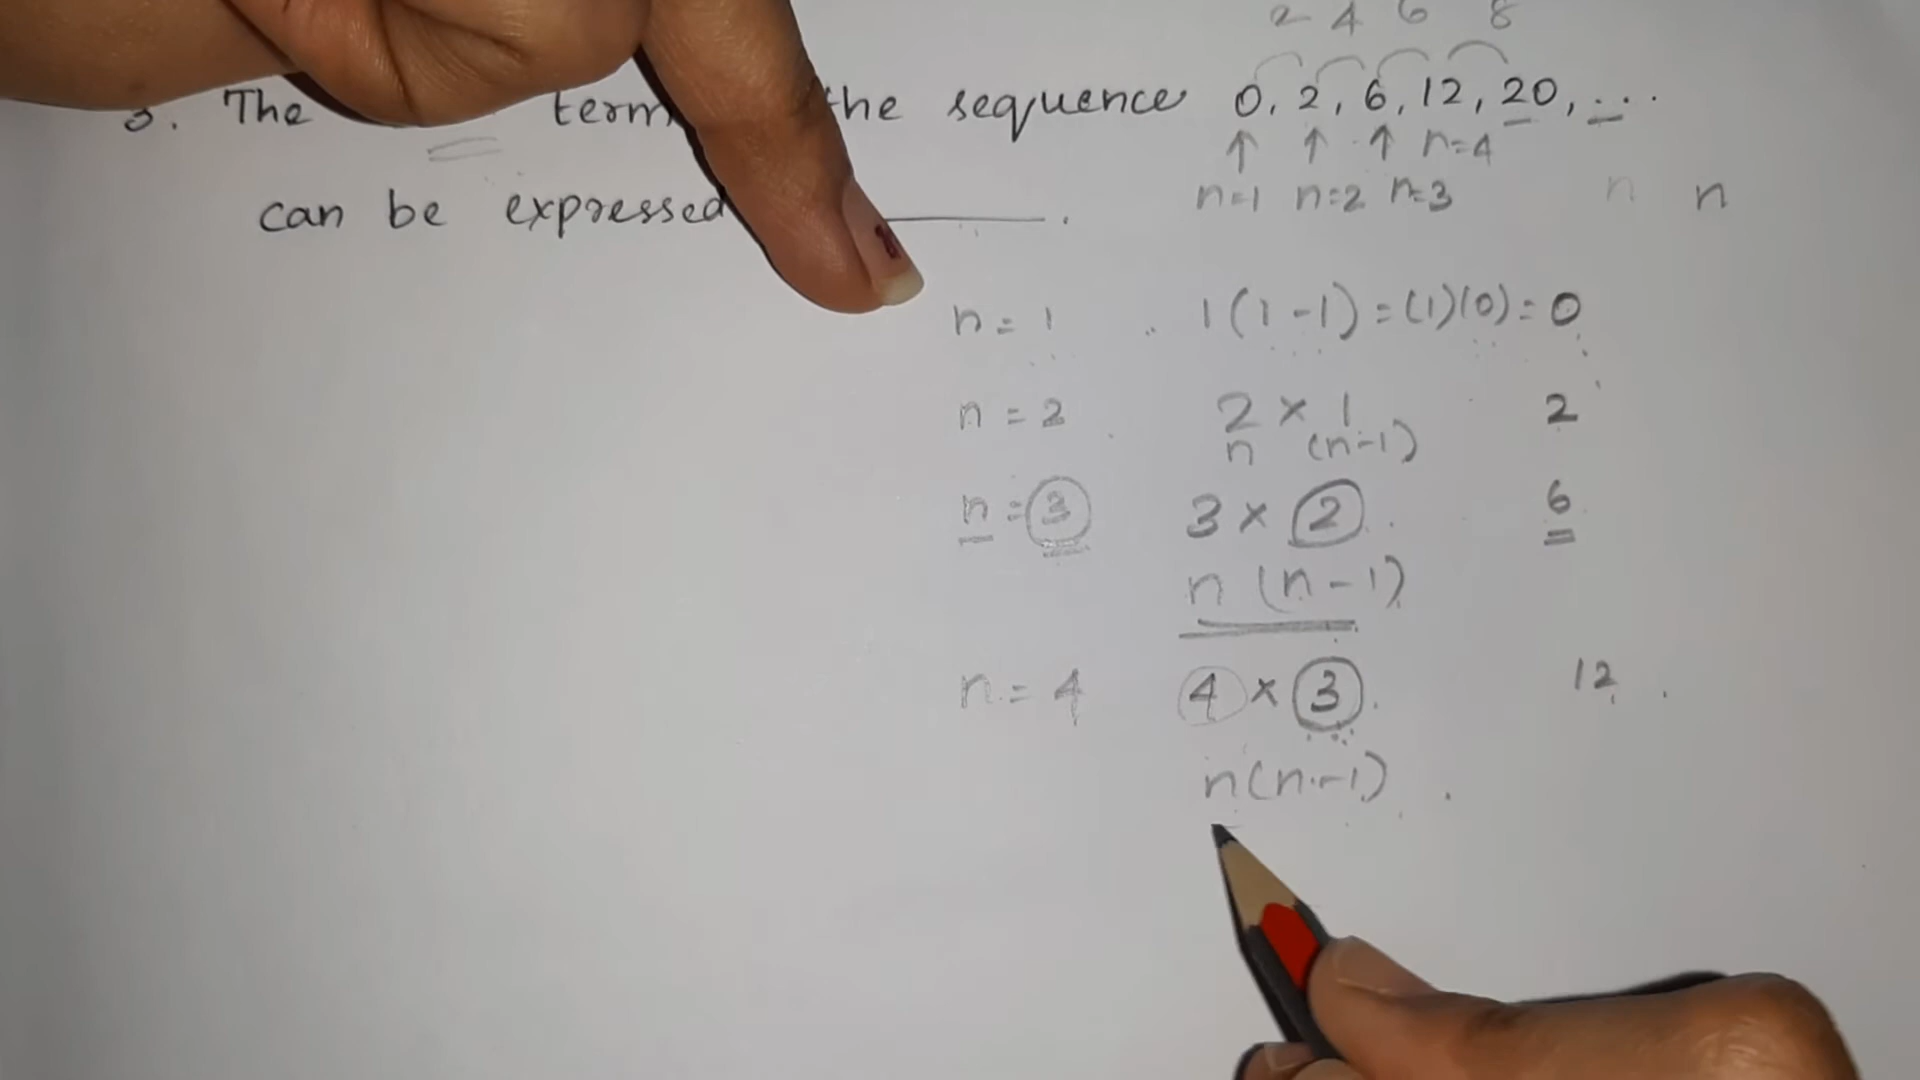 2 4 6 8
3. The term the sequence 0, 2, 6, 12, 20, ...
↑ ↑ ↑ n=4
n=1 n=2 n=3 n n
can be expressed ______.
n = 1 1(1-1) = (1)(0) = 0
n = 2 2 × 1 2
n (n-1)
n = 3 3 × 2 6
n (n-1)
n = 4 4 × 3 12
n(n-1)